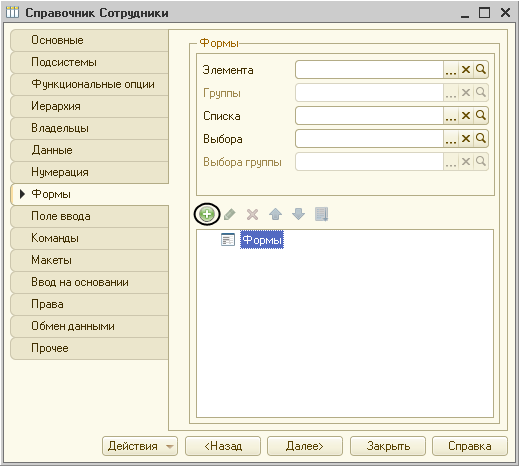 Справочник Сотрудники
Основные
Подсистемы
Функциональные опции
Иерархия
Владельцы
Данные
Нумерация
Формы
Поле ввода
Команды
Макеты
Ввод на основании
Права
Обмен данными
Прочее
Формы
Элемента
Группы
Списка
Выбора
Выбора группы
Формы
Действия
<Назад
Далее>
Закрыть
Справка